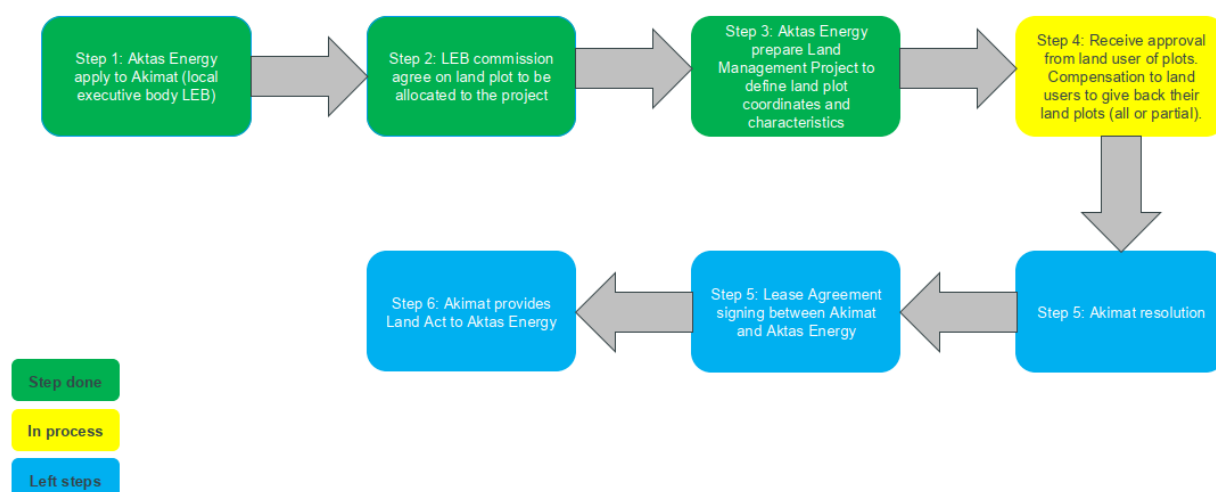 Step 1: Aktas Energy
apply to Akimat (local
executive body LEB)
Step 2: LEB commission
agree on land plot to be
allocated to the project
Step 3: Aktas Energy
prepare Land
Management Project to
define land plot
coordinates and
characteristics
Step 4: Receive approval
from land user of plots.
Compensation to land
users to give back their
land plots (all or partial).
Step 5: Akimat resolution
Step 5: Lease Agreement
signing between Akimat
and Aktas Energy
Step 6: Akimat provides
Land Act to Aktas Energy
Step done
In process
Left steps